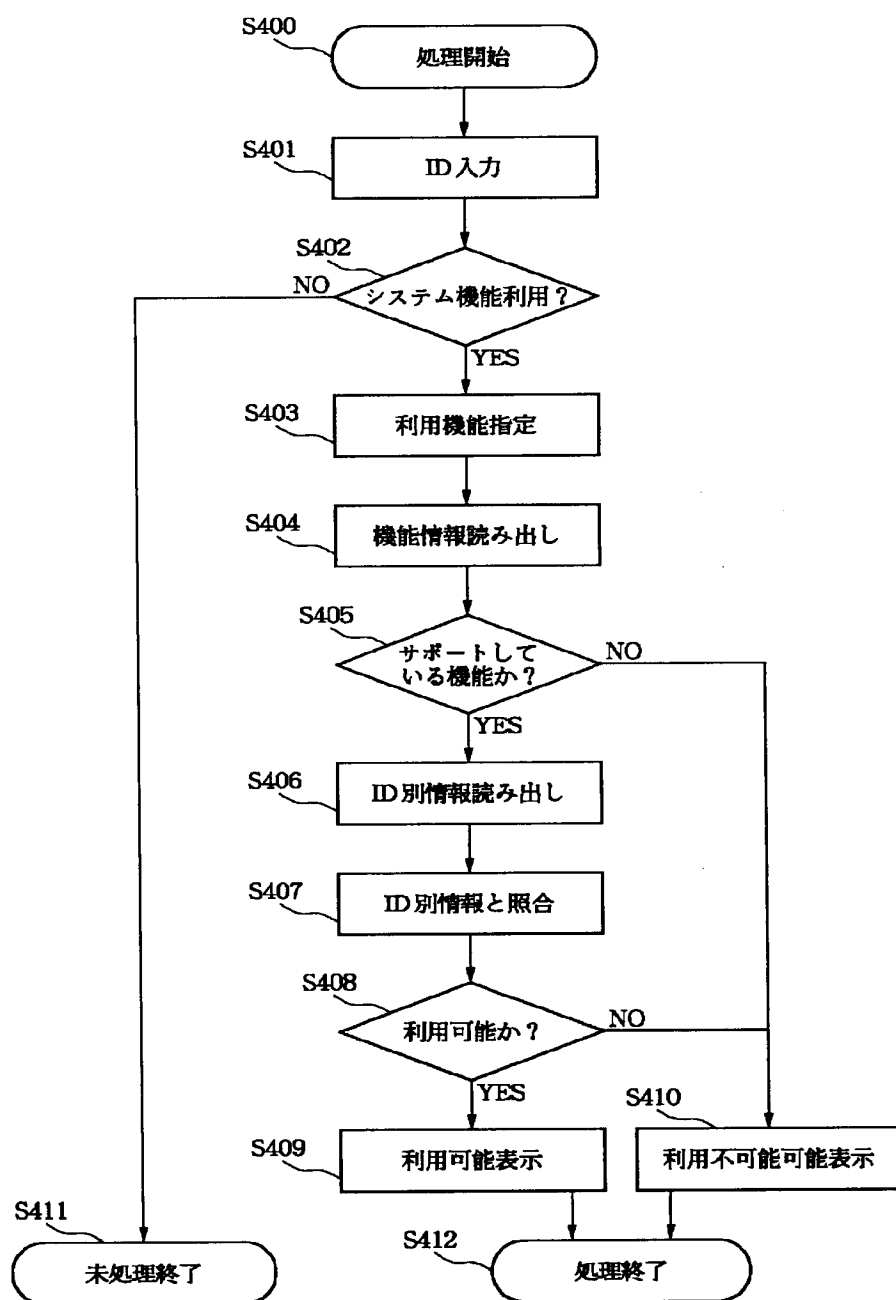 S400
処理開始
S401
ID入力
S402
システム機能利用？
NO
YES
S403
利用機能指定
S404
機能情報読み出し
S405
サポートして
いる機能か？
NO
YES
S406
ID別情報読み出し
S407
ID別情報と照合
S408
利用可能か？
NO
YES
S409
利用可能表示
S410
利用不可能可能表示
S411
未処理終了
S412
処理終了